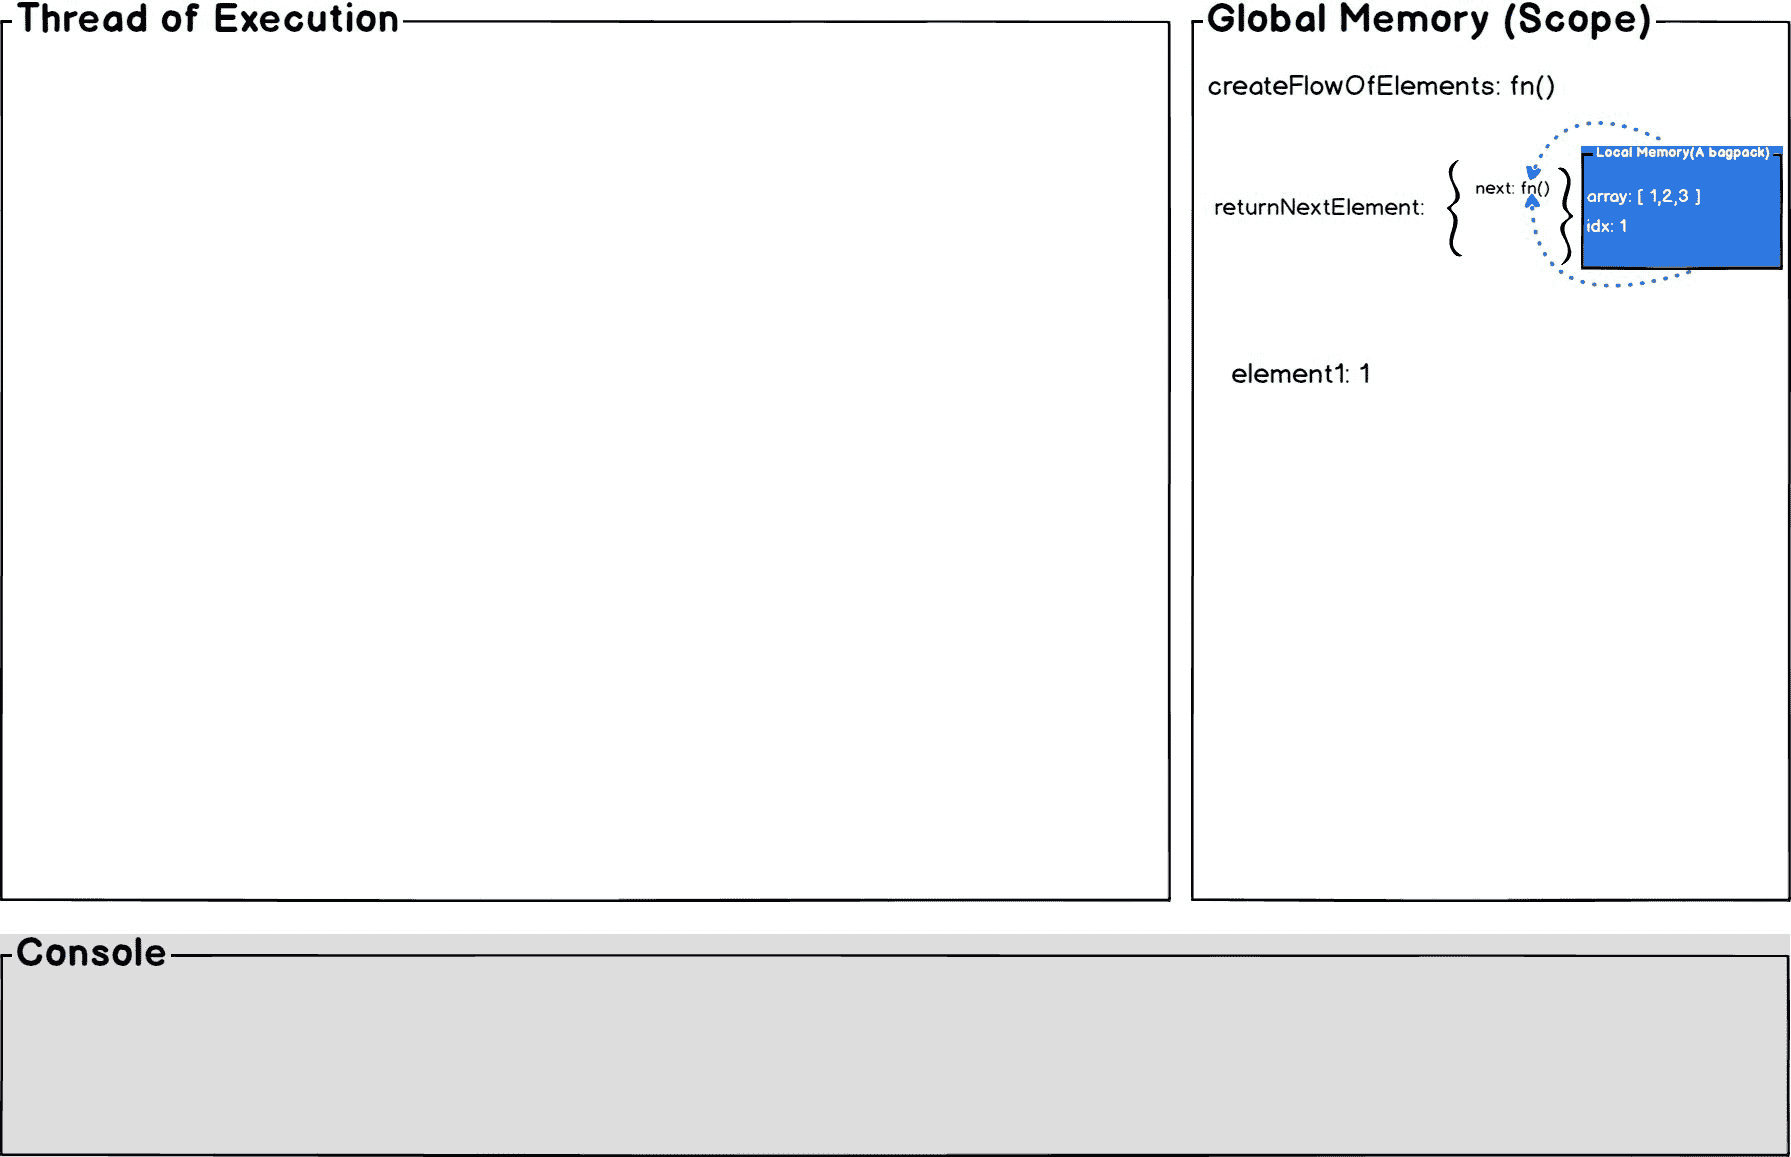 Thread of Execution
Global Memory (Scope)
createFlowOfElements: fn()
Local Memory(A bagpack)
next: fn()
array: [ 1,2,3 ]
returnNextElement:
idx: 1
element1: 1
Console